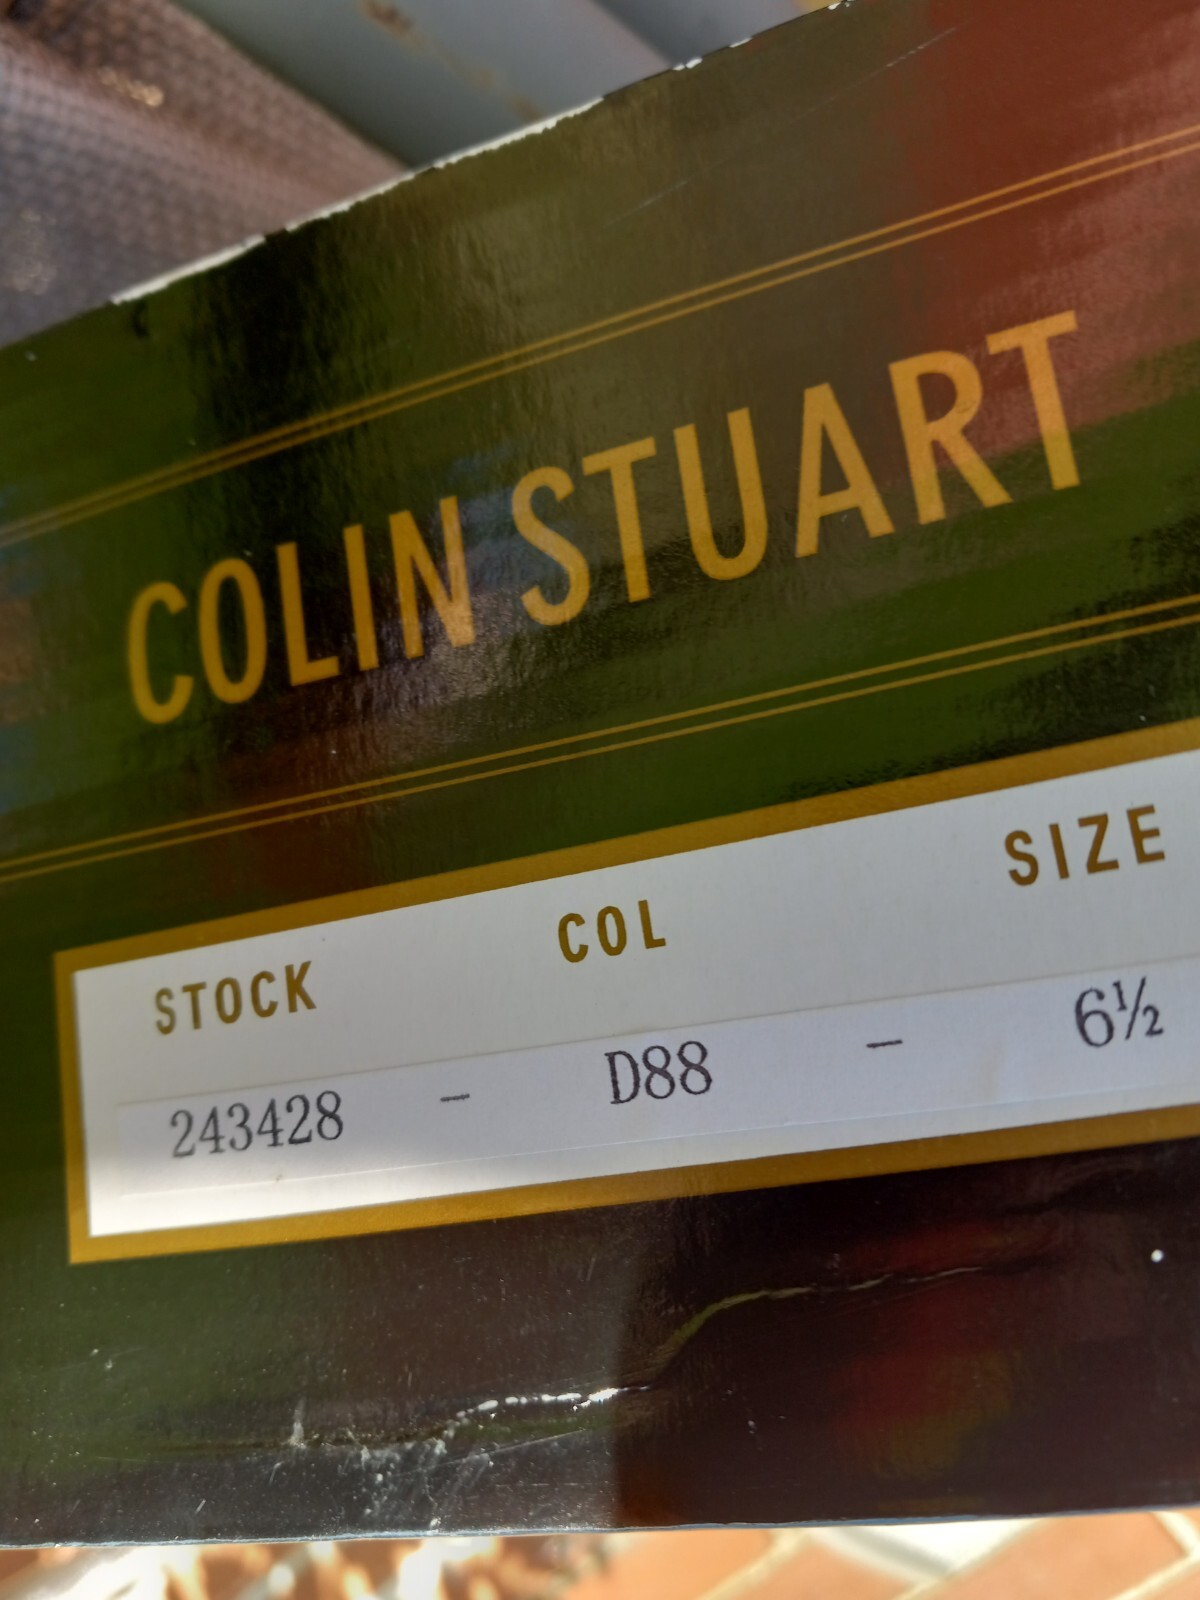 COLIN STUART
STOCK COL SIZE
243428 - D88 - 6½